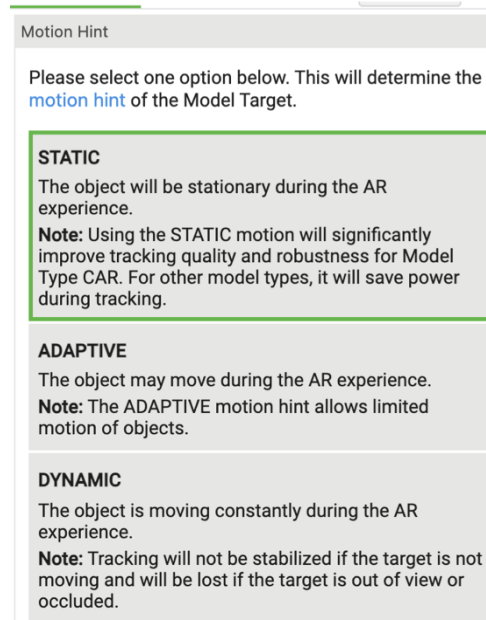 Motion Hint
Please select one option below. This will determine the
motion hint of the Model Target.
STATIC
The object will be stationary during the AR
experience.
Note: Using the STATIC motion will significantly
improve tracking quality and robustness for Model
Type CAR. For other model types, it will save power
during tracking.
ADAPTIVE
The object may move during the AR experience.
Note: The ADAPTIVE motion hint allows limited
motion of objects.
DYNAMIC
The object is moving constantly during the AR
experience.
Note: Tracking will not be stabilized if the target is not
moving and will be lost if the target is out of view or
occluded.